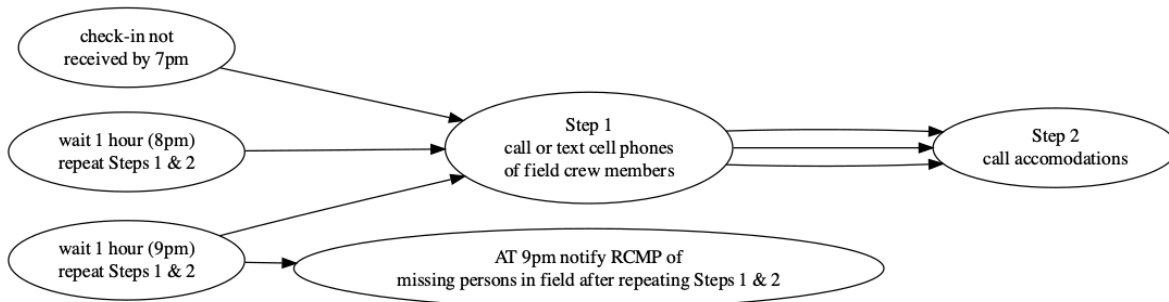 check-in not
received by 7pm
wait 1 hour (8pm)
repeat Steps 1 & 2
wait 1 hour (9pm)
repeat Steps 1 & 2
Step 1
call or text cell phones
of field crew members
AT 9pm notify RCMP of
missing persons in field after repeating Steps 1 & 2
Step 2
call accomodations